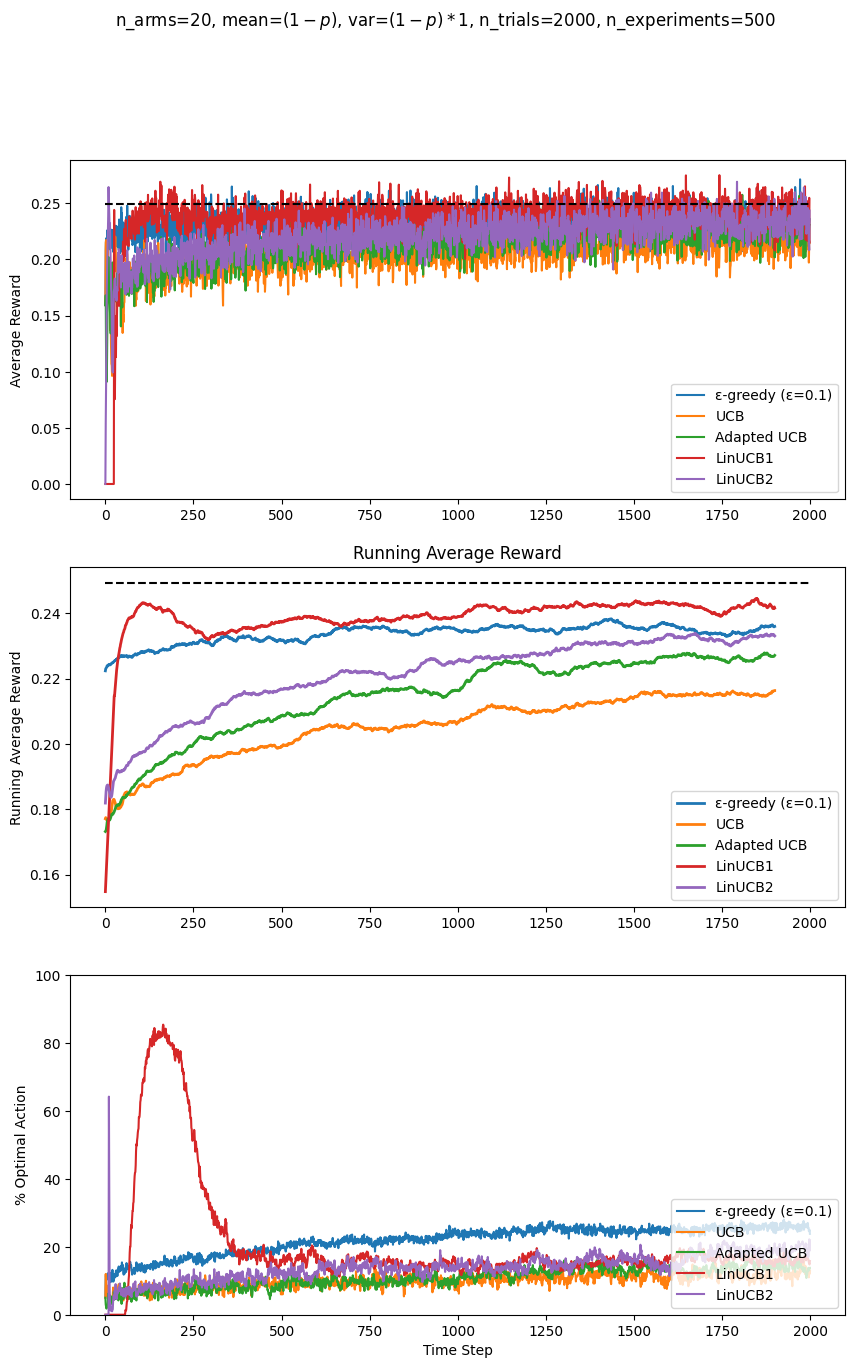 n_arms=20, mean=(1 − p), var=(1 − p) * 1, n_trials=2000, n_experiments=500
Average Reward
0.25
0.20
0.15
0.10
0.05
0.00
ε-greedy (ε=0.1)
UCB
Adapted UCB
LinUCB1
LinUCB2
0 250 500 750 1000 1250 1500 1750 2000
Running Average Reward
Running Average Reward
0.24
0.22
0.20
0.18
0.16
ε-greedy (ε=0.1)
UCB
Adapted UCB
LinUCB1
LinUCB2
0 250 500 750 1000 1250 1500 1750 2000
% Optimal Action
100
80
60
40
20
0
ε-greedy (ε=0.1)
UCB
Adapted UCB
LinUCB1
LinUCB2
0 250 500 750 1000 1250 1500 1750 2000
Time Step